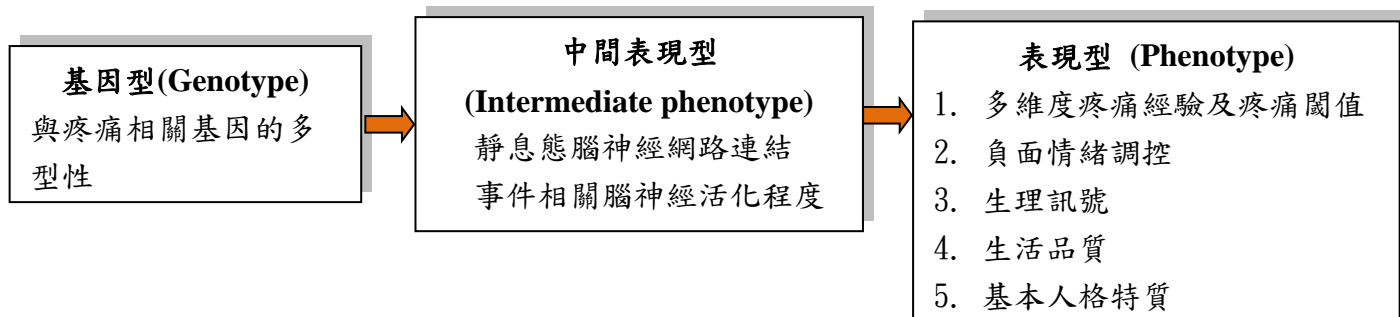 基因型(Genotype)
與疼痛相關基因的多
型性
中間表現型
(Intermediate phenotype)
靜息態腦神經網路連結
事件相關腦神經活化程度
表現型 (Phenotype)
1. 多維度疼痛經驗及疼痛閾值
2. 負面情緒調控
3. 生理訊號
4. 生活品質
5. 基本人格特質